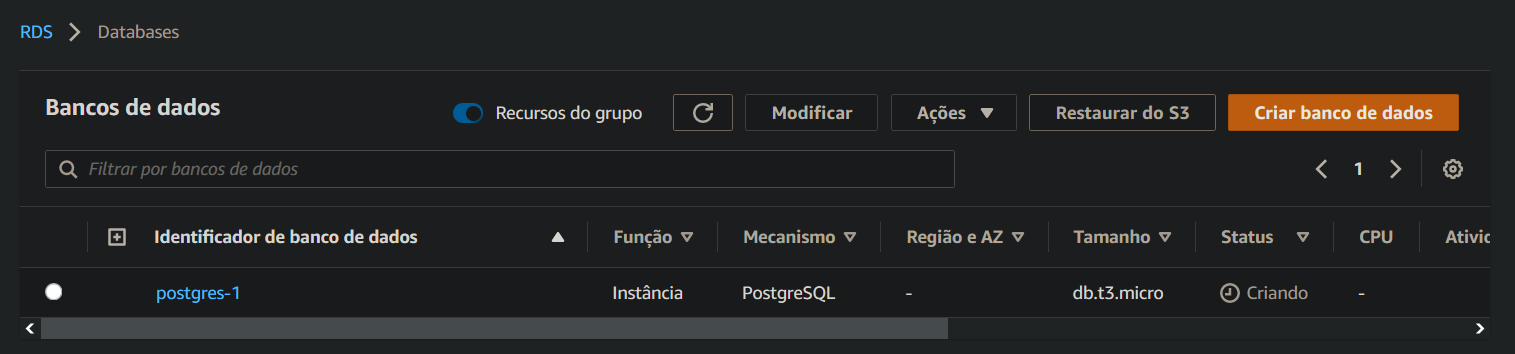 RDS > Databases
Bancos de dados
Recursos do grupo
Modificar
Ações
Restaurar do S3
Criar banco de dados
Filtrar por bancos de dados
1
Identificador de banco de dados Função Mecanismo Região e AZ Tamanho Status CPU Ativic
postgres-1 Instância PostgreSQL - db.t3.micro Criando -